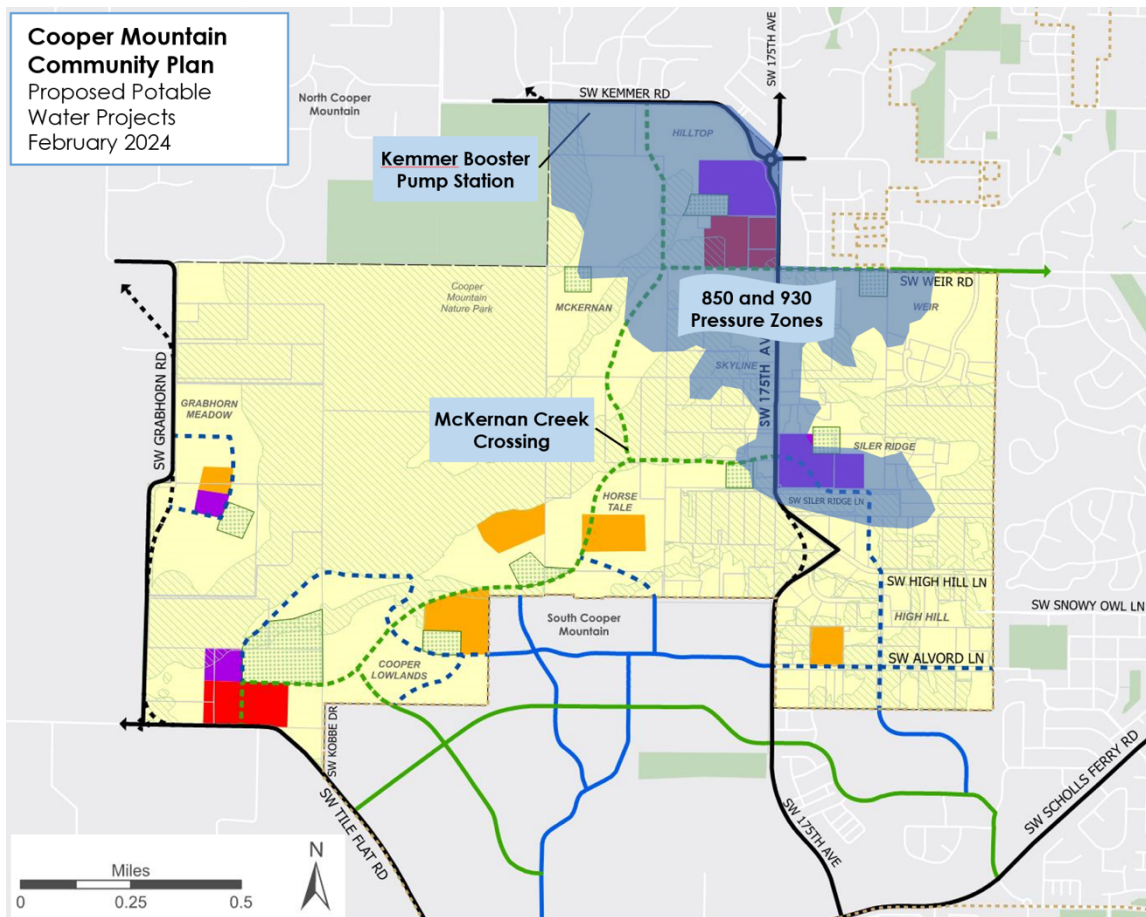 Cooper Mountain
Community Plan
Proposed Potable
Water Projects
February 2024
North Cooper
Mountain
SW KEMMER RD
SW 175TH AVE
HILLTOP
Kemmer Booster
Pump Station
SW WEIR RD
WEIR
Cooper
Mountain
Nature Park
MCKERNAN
850 and 930
Pressure Zones
SKYLINE
SW 175TH AV
SW GRABHORN RD
GRABHORN
MEADOW
McKernan Creek
Crossing
SILER RIDGE
SW SILER RIDGE LN
HORSE
TALE
SW HIGH HILL LN
HIGH HILL
SW SNOWY OWL LN
South Cooper
Mountain
SW ALVORD LN
COOPER
LOWLANDS
SW KOBBE DR
SW TILE FLAT RD
SW 175TH AVE
SW SCHOLLS FERRY RD
Miles
0 0.25 0.5
N